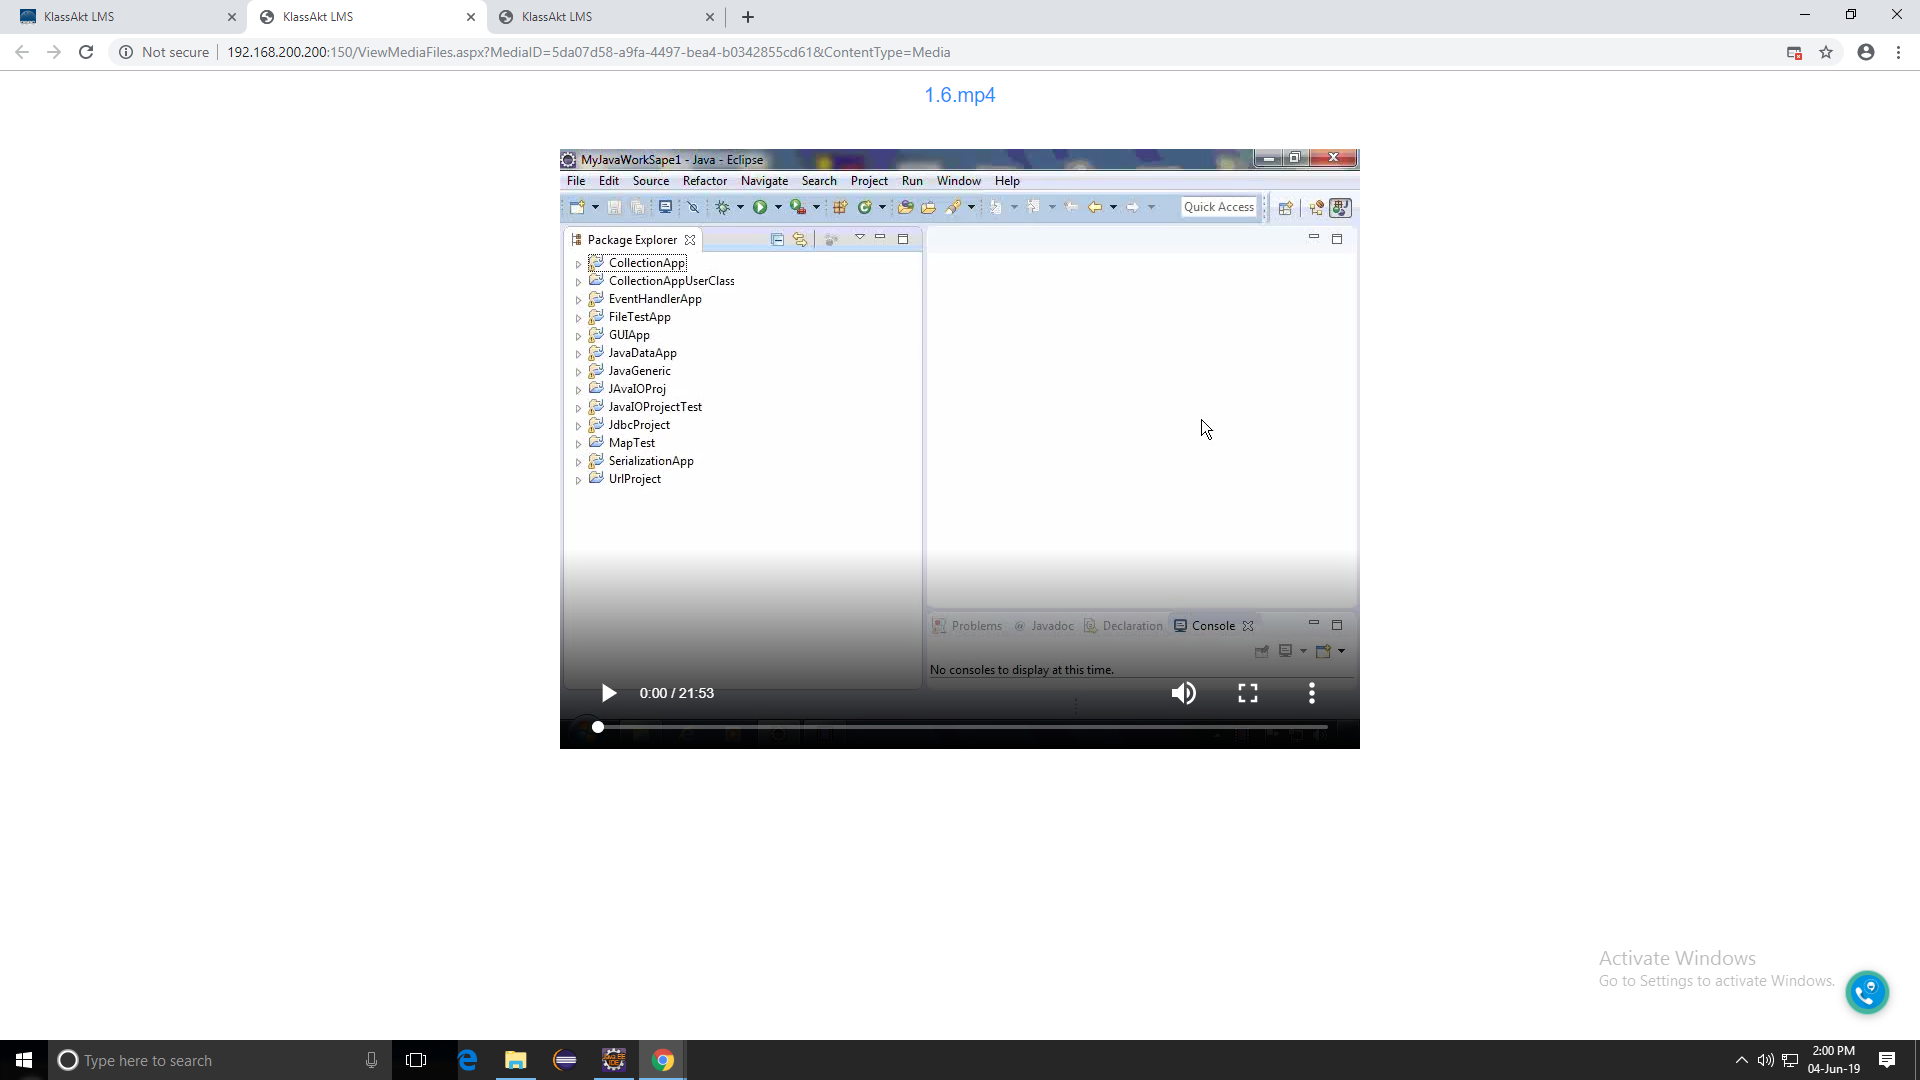 KlassAkt LMS
KlassAkt LMS
KlassAkt LMS
Not secure
192.168.200.200:150/ViewMediaFiles.aspx?MediaID=5da07d58-a9fa-4497-bea4-b0342855cd61&ContentType=Media
1.6.mp4
MyJavaWorkSape1 - Java - Eclipse
File Edit Source Refactor Navigate Search Project Run Window Help
Quick Access
Package Explorer
CollectionApp
CollectionAppUserClass
EventHandlerApp
FileTestApp
GUIApp
JavaDataApp
JavaGeneric
JAvaIOProj
JavaIOProjectTest
JdbcProject
MapTest
SerializationApp
UrlProject
Problems @ Javadoc Declaration Console
No consoles to display at this time.
0:00 / 21:53
Activate Windows
Go to Settings to activate Windows.
Type here to search
2:00 PM
04-Jun-19